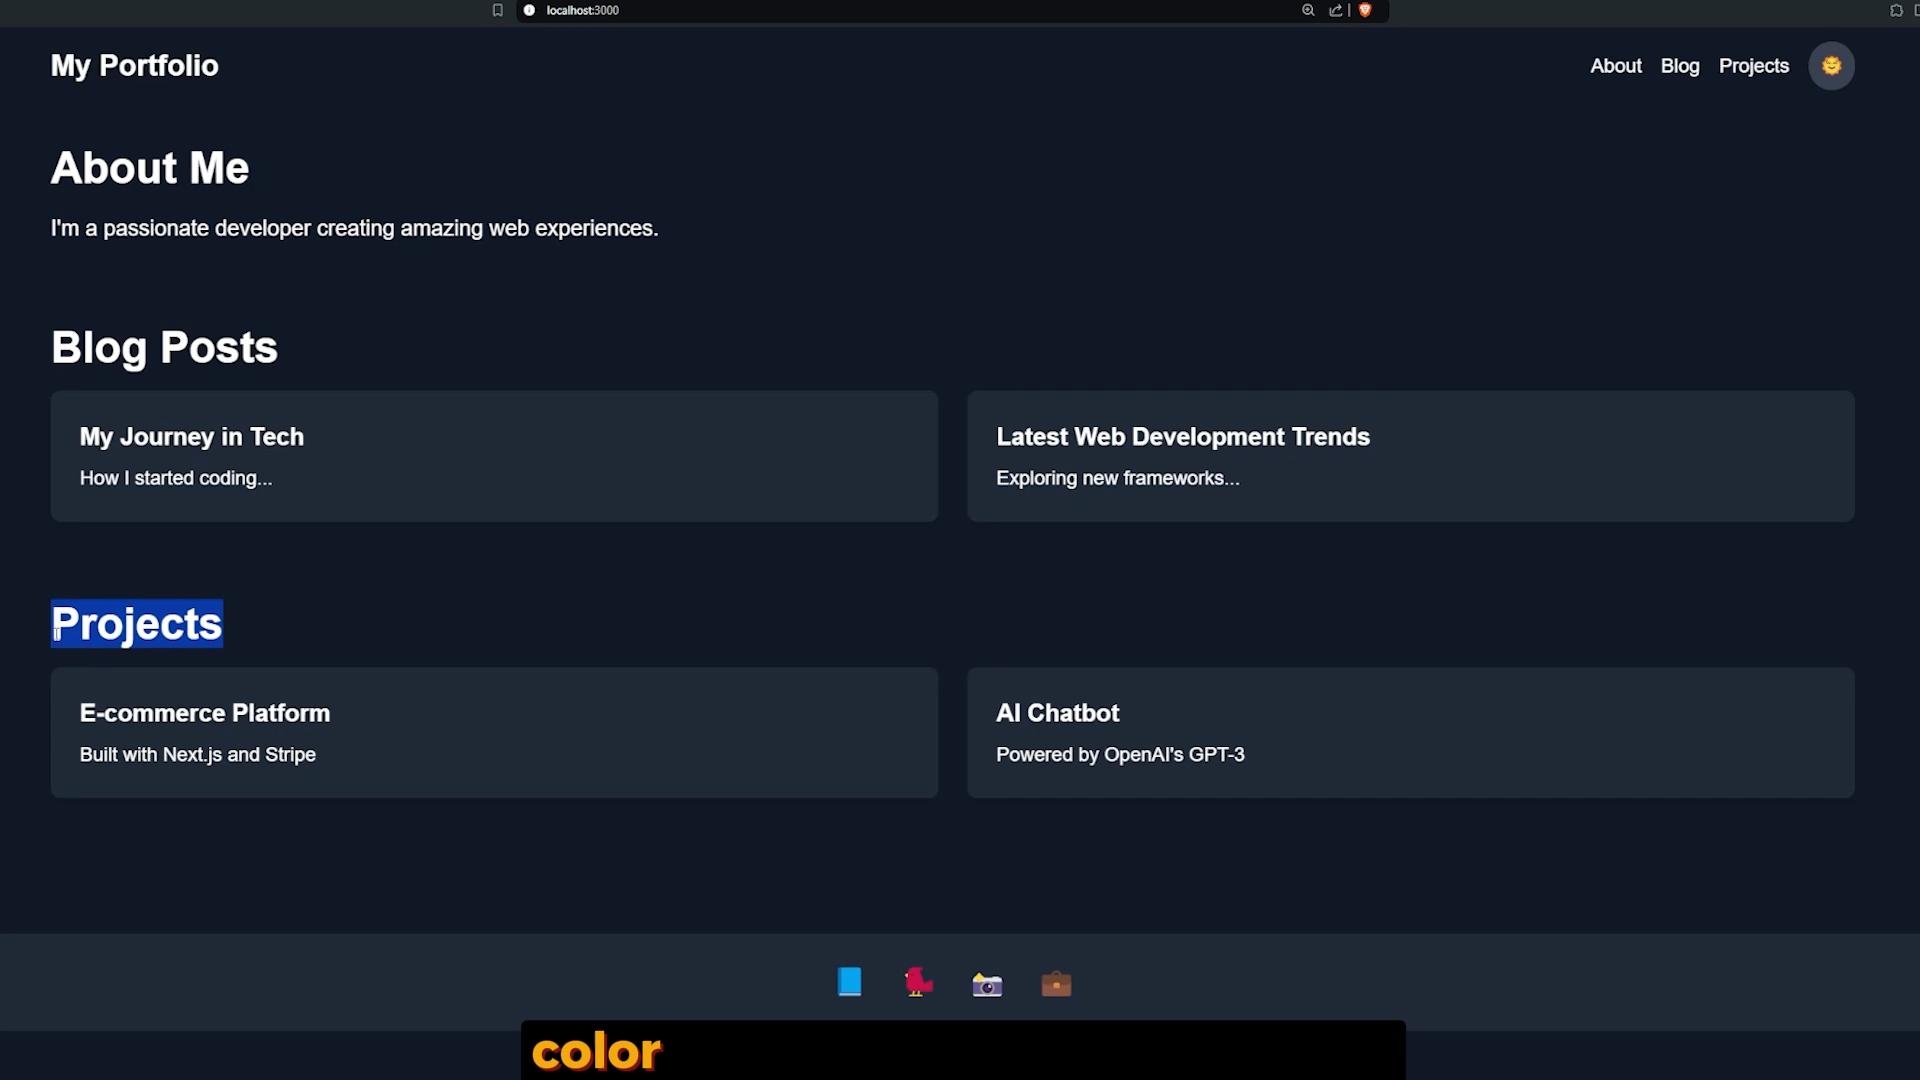 localhost:3000
My Portfolio
About Blog Projects
About Me
I'm a passionate developer creating amazing web experiences.
Blog Posts
My Journey in Tech
How I started coding...
Latest Web Development Trends
Exploring new frameworks...
Projects
E-commerce Platform
Built with Next.js and Stripe
AI Chatbot
Powered by OpenAI's GPT-3
color